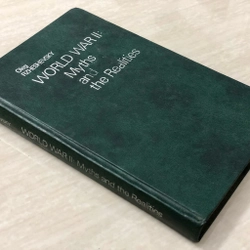 Oleg
RZHESHEVSKY
WORLD WAR II:
Myths
and
the Realities
WORLD WAR II: Myths and the Realities